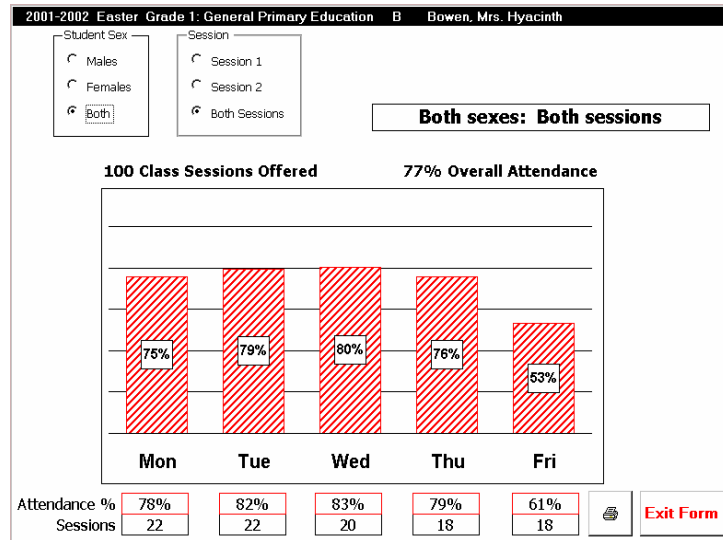 2001-2002 Easter Grade 1: General Primary Education B Bowen, Mrs. Hyacinth
Student Sex Session
Males Session 1
Females Session 2
Both Both Sessions
Both sexes: Both sessions
100 Class Sessions Offered 77% Overall Attendance
75% 79% 80% 76% 53%
Mon Tue Wed Thu Fri
Attendance % 78% 82% 83% 79% 61%
Sessions 22 22 20 18 18
Exit Form